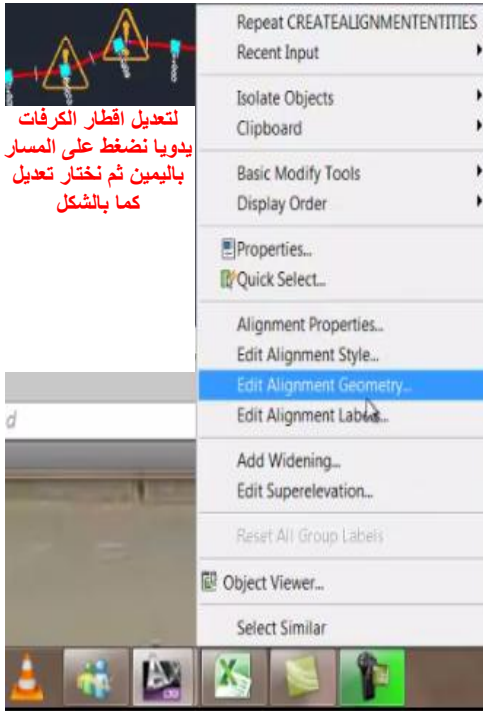 لتعديل اقطار الكرفات
يدويا نضغط على المسار
باليمين ثم نختار تعديل
كما بالشكل
Repeat CREATEALIGNMENTENTITIES
Recent Input
Isolate Objects
Clipboard
Basic Modify Tools
Display Order
Properties...
Quick Select...
Alignment Properties...
Edit Alignment Style...
Edit Alignment Geometry...
Edit Alignment Labels...
Add Widening...
Edit Superelevation...
Reset All Group Labels
Object Viewer...
Select Similar
d